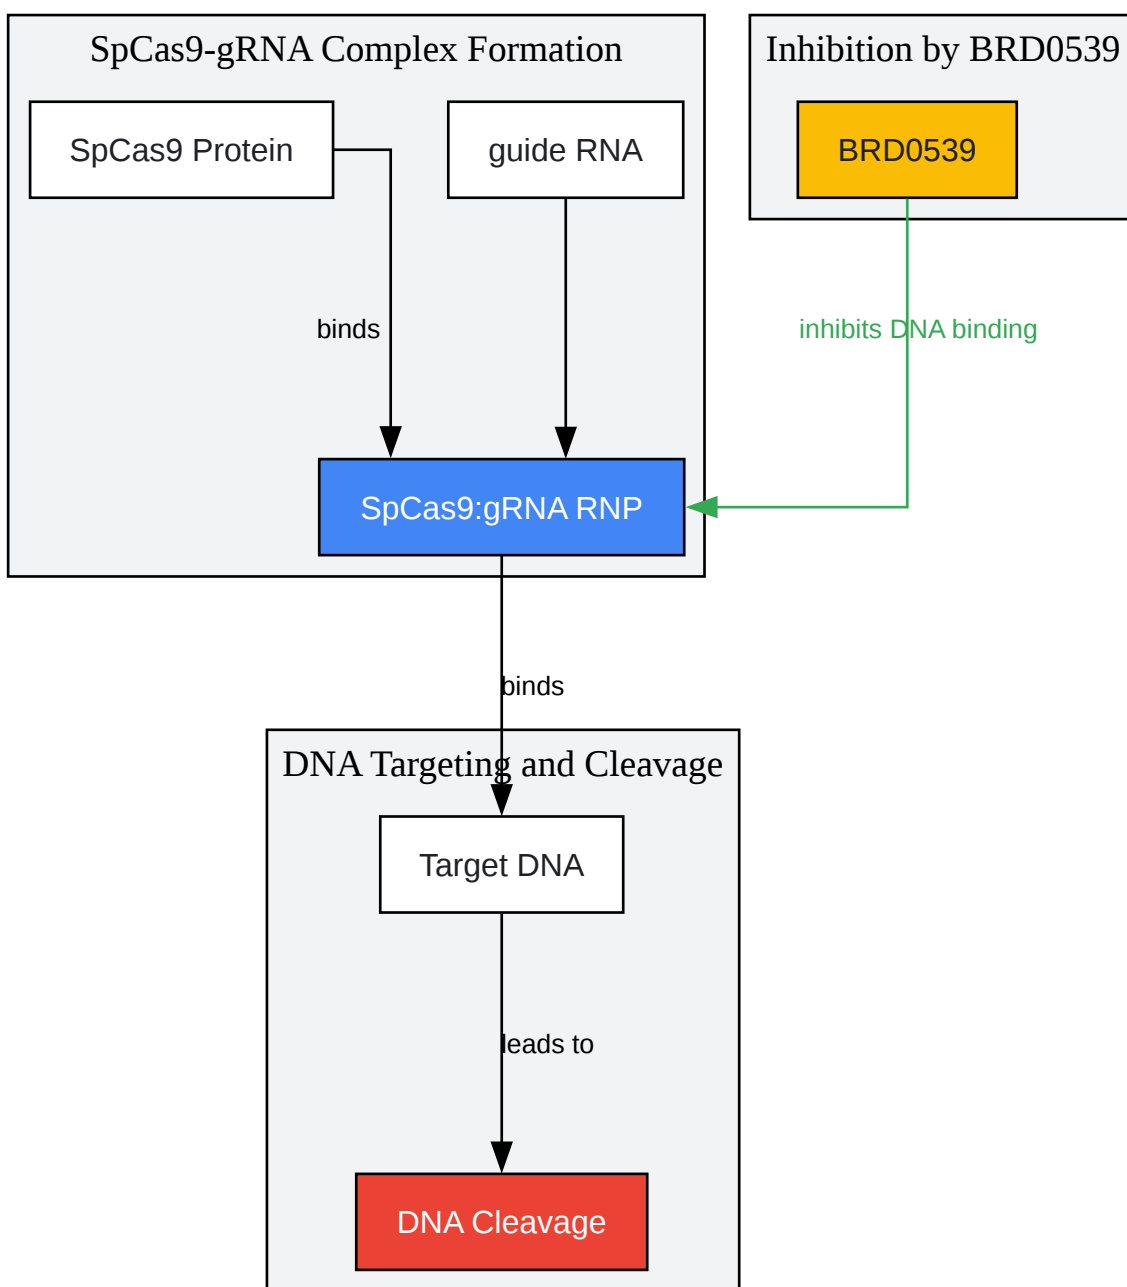 SpCas9-gRNA Complex Formation
Inhibition by BRD0539
SpCas9 Protein
guide RNA
BRD0539
binds
inhibits DNA binding
SpCas9:gRNA RNP
binds
DNA Targeting and Cleavage
Target DNA
leads to
DNA Cleavage